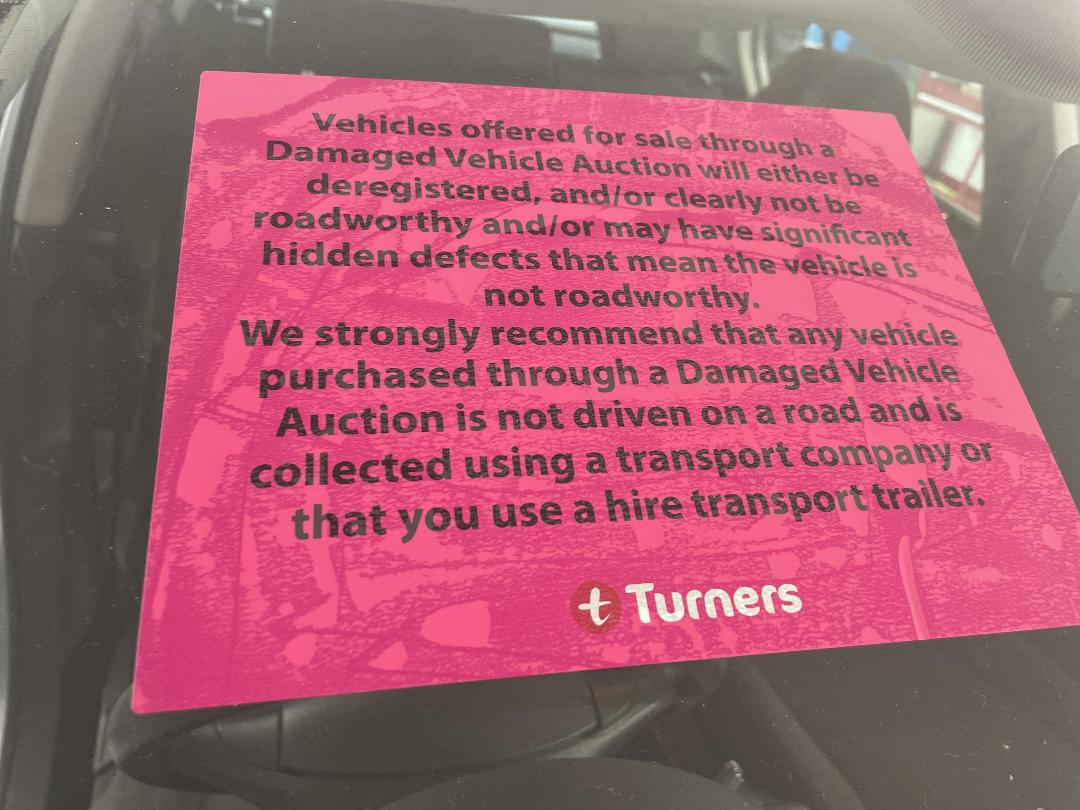 Vehicles offered for sale through a
Damaged Vehicle Auction will either be
deregistered, and/or clearly not be
roadworthy and/or may have significant
hidden defects that mean the vehicle is
not roadworthy.
We strongly recommend that any vehicle
purchased through a Damaged Vehicle
Auction is not driven on a road and is
collected using a transport company or
that you use a hire transport trailer.
t Turners